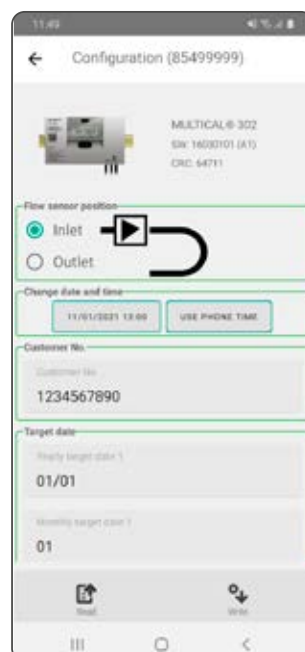 11:49
Configuration (85499999)
MULTICAL® 302
SW: 16030101 (A1)
CRC: 64711
Flow sensor position
Inlet
Outlet
Change date and time
11/01/2021 12:00
USE PHONE TIME
Customer No.
Customer No.
1234567890
Target date
Yearly target date 1
01/01
Monthly target date 1
01
Read
Write